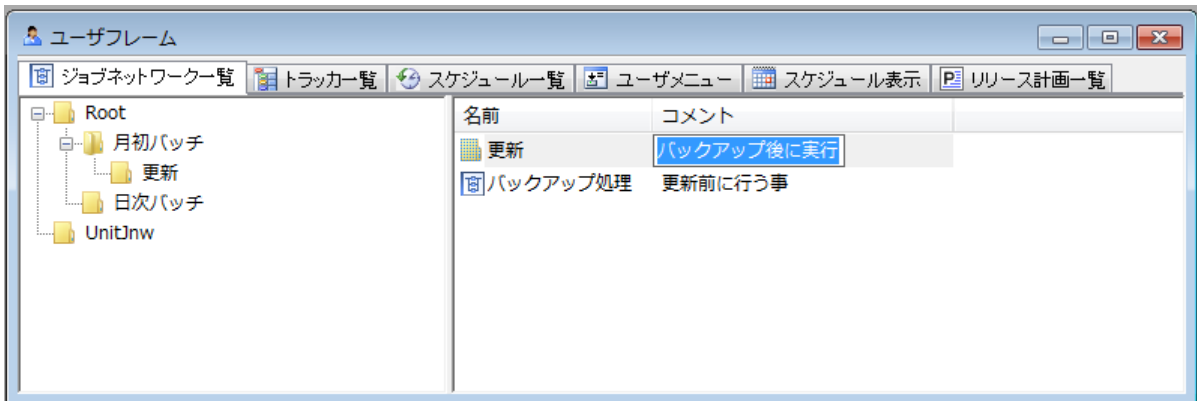 ユーザフレーム
ジョブネットワーク一覧 トラッカ一覧 スケジュール一覧 ユーザメニュー スケジュール表示 リリース計画一覧
Root
月初バッチ
更新
日次バッチ
UnitJnw
名前 コメント
更新 バックアップ後に実行
バックアップ処理 更新前に行う事